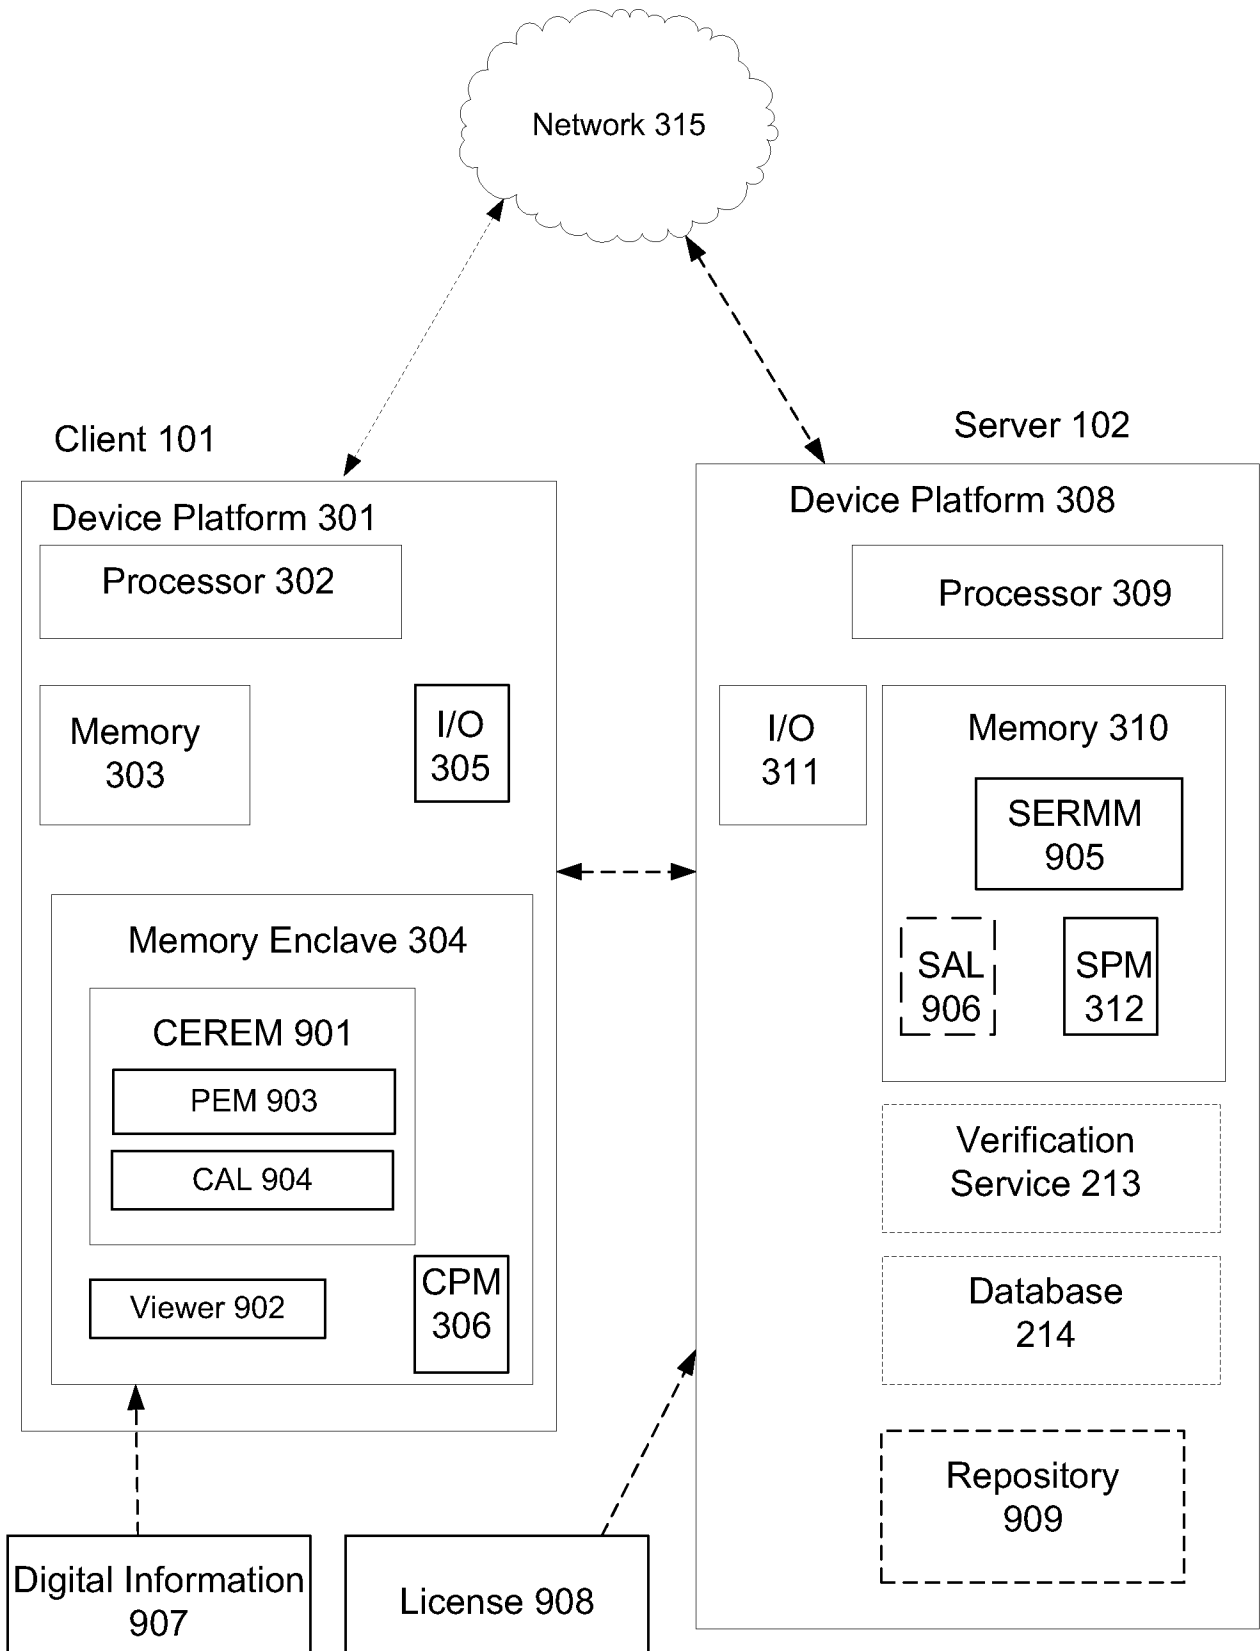 Network 315
Client 101
Server 102
Device Platform 301
Processor 302
Memory
303
I/O
305
Memory Enclave 304
CEREM 901
PEM 903
CAL 904
Viewer 902
CPM
306
Device Platform 308
Processor 309
I/O
311
Memory 310
SERMM
905
SAL
906
SPM
312
Verification
Service 213
Database
214
Repository
909
Digital Information
907
License 908